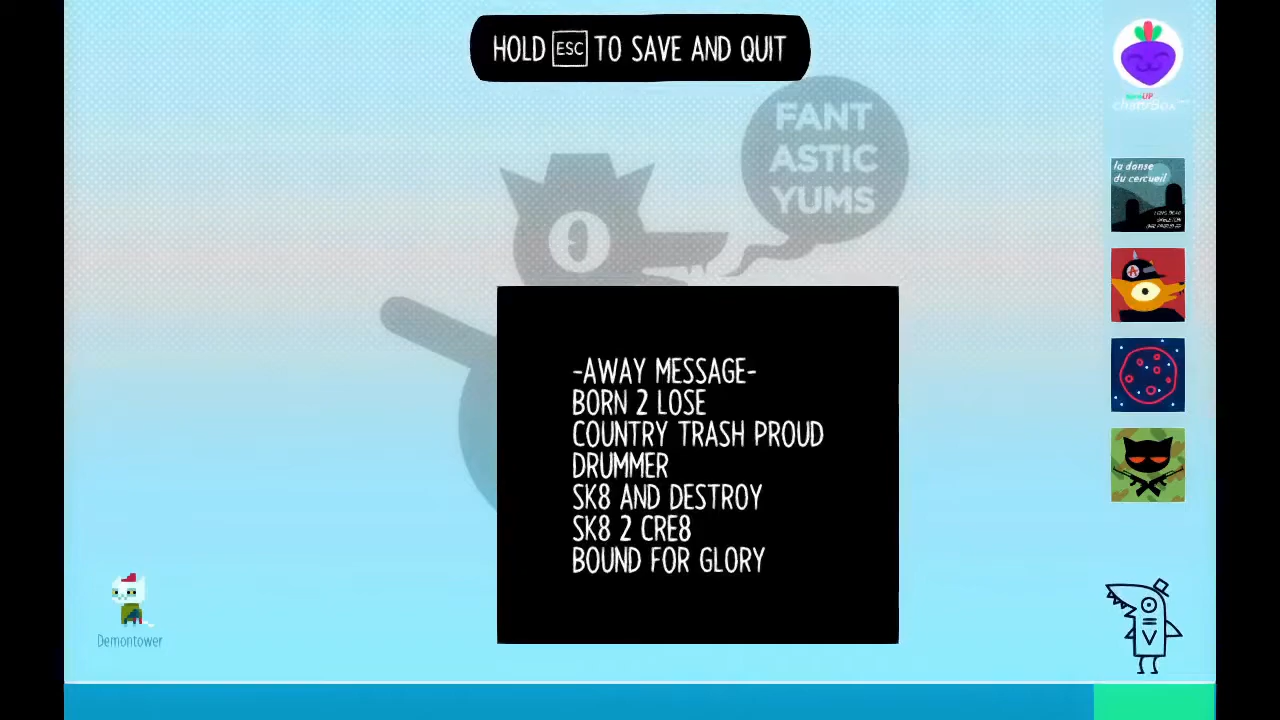 HOLD ESC TO SAVE AND QUIT
FANT
ASTIC
YUMS
chattrBox
la danse
du cercueil
-AWAY MESSAGE-
BORN 2 LOSE
COUNTRY TRASH PROUD
DRUMMER
SK8 AND DESTROY
SK8 2 CRE8
BOUND FOR GLORY
Demontower